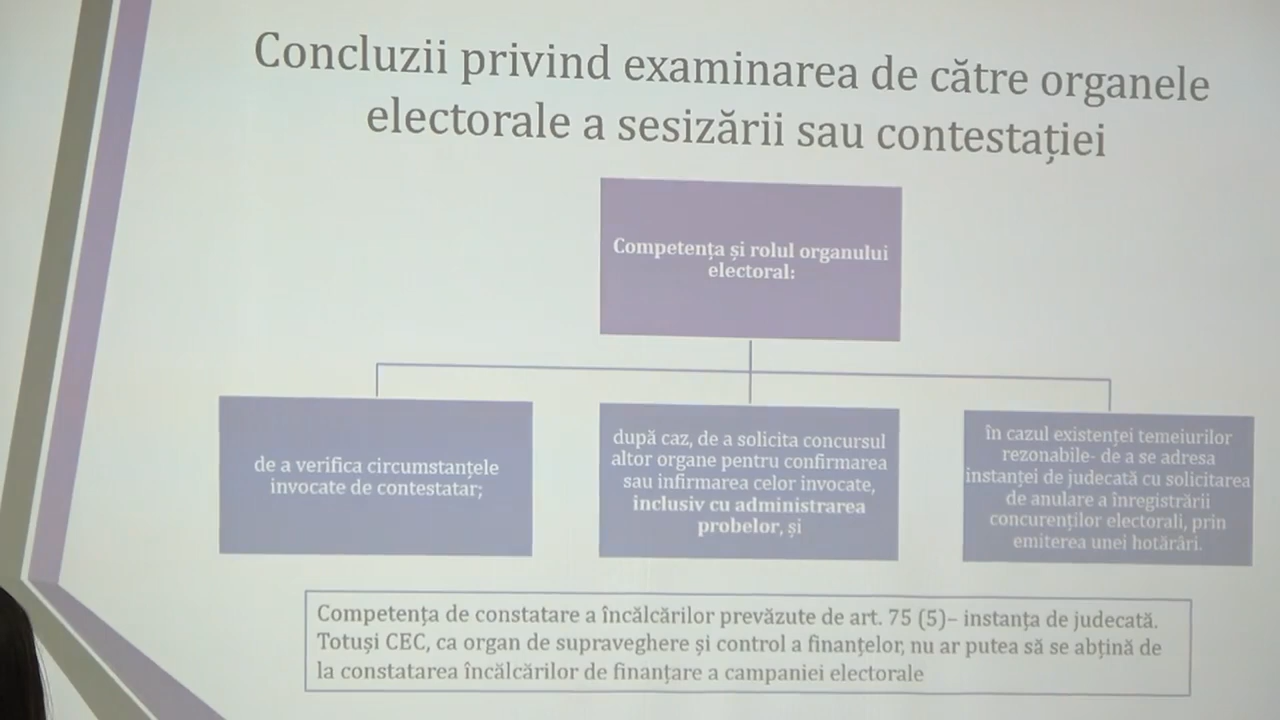 Concluzii privind examinarea de către organele
electorale a sesizării sau contestației
Competența și rolul organului
electoral:
de a verifica circumstanțele
invocate de contestatar;
după caz, de a solicita concursul
altor organe pentru confirmarea
sau infirmarea celor invocate,
inclusiv cu administrarea
probelor, și
în cazul existenței temeiurilor
rezonabile- de a se adresa
instanței de judecată cu solicitarea
de anulare a înregistrării
concurenților electorali, prin
emiterea unei hotărâri.
Competența de constatare a încălcărilor prevăzute de art. 75 (5)– instanța de judecată.
Totuși CEC, ca organ de supraveghere și control a finanțelor, nu ar putea să se abțină de
la constatarea încălcărilor de finanțare a campaniei electorale